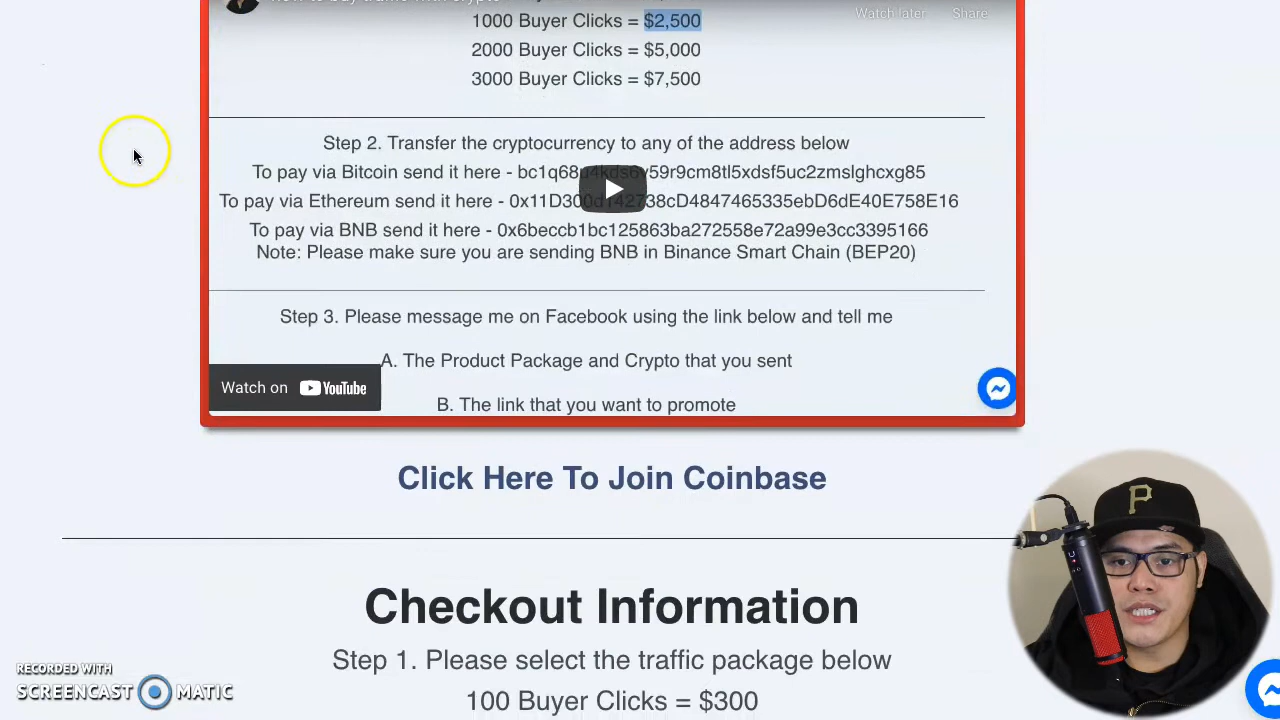 Watch later
Share
1000 Buyer Clicks = $2,500
2000 Buyer Clicks = $5,000
3000 Buyer Clicks = $7,500
Step 2. Transfer the cryptocurrency to any of the address below
To pay via Bitcoin send it here -
To pay via Ethereum send it here -
To pay via BNB send it here - 0x6beccb1bc125863ba272558e72a99e3cc3395166
Note: Please make sure you are sending BNB in Binance Smart Chain (BEP20)
Step 3. Please message me on Facebook using the link below and tell me
A. The Product Package and Crypto that you sent
B. The link that you want to promote
Watch on YouTube
Click Here To Join Coinbase
Checkout Information
Step 1. Please select the traffic package below
100 Buyer Clicks = $300
RECORDED WITH
SCREENCAST MATIC
P